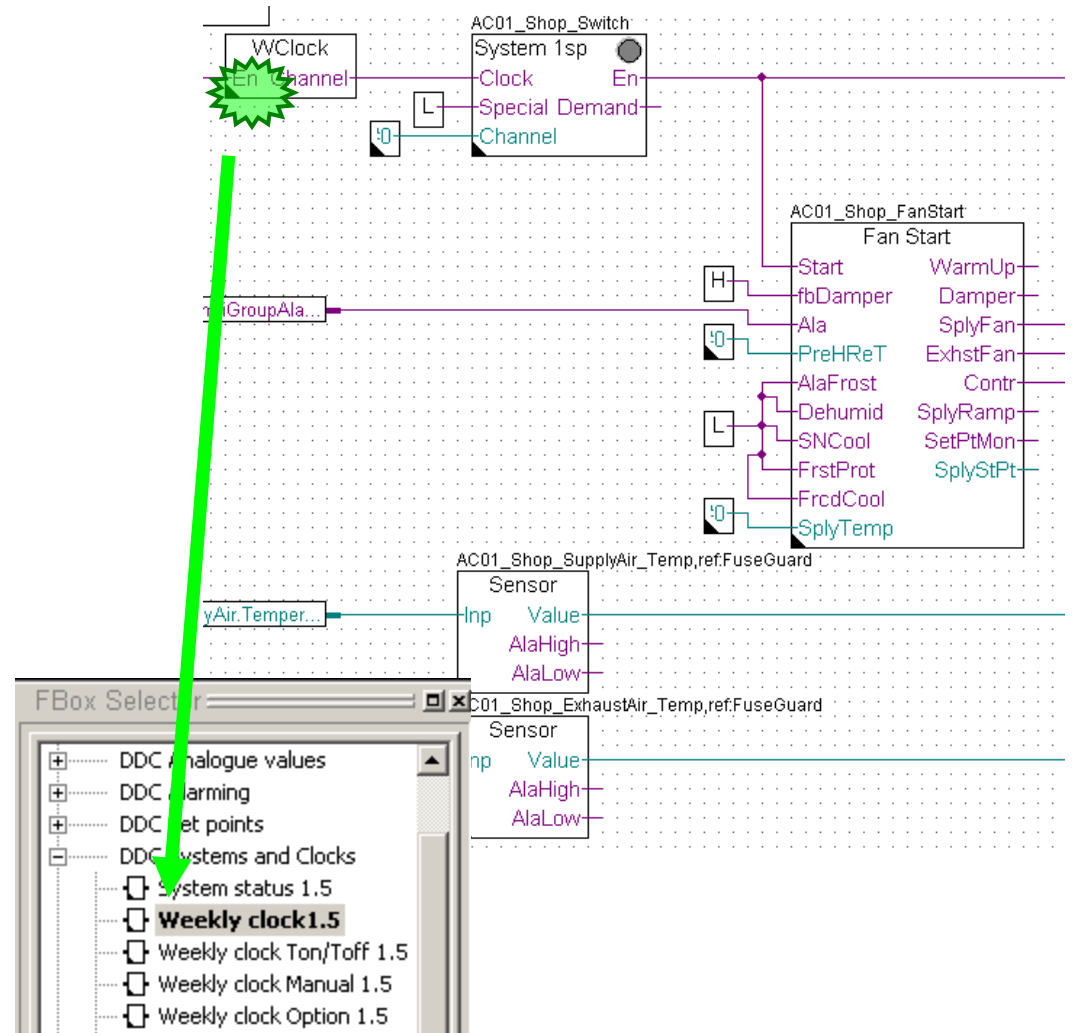 AC01_Shop_Switch
WClock
System 1sp
En Channel
Clock En
L
Special Demand
!0
Channel
AC01_Shop_FanStart
Fan Start
Start WarmUp
H
fbDamper Damper
iGroupAla...
Ala SplyFan
!0
PreHReT ExhstFan
AlaFrost Contr
Dehumid SplyRamp
L
SNCool SetPtMon
FrstProt SplyStPt
FrcdCool
!0
SplyTemp
AC01_Shop_SupplyAir_Temp,ref:FuseGuard
Sensor
yAir.Temper...
Inp Value
AlaHigh
AlaLow
FBox Selector
C01_Shop_ExhaustAir_Temp,ref:FuseGuard
Sensor
np Value
AlaHigh
AlaLow
DDC Analogue values
DDC Alarming
DDC Set points
DDC Systems and Clocks
System status 1.5
Weekly clock1.5
Weekly clock Ton/Toff 1.5
Weekly clock Manual 1.5
Weekly clock Option 1.5